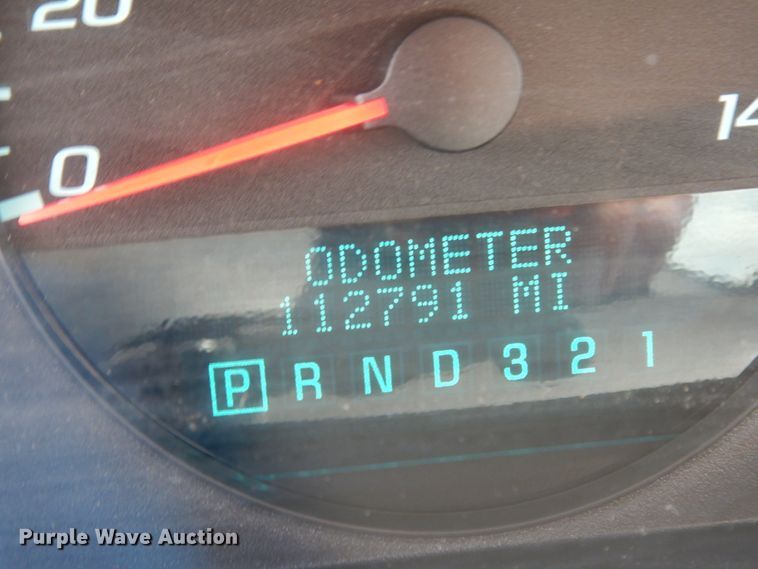 20
0
14
ODOMETER
112791 MI
P R N D 3 2 1
Purple Wave Auction